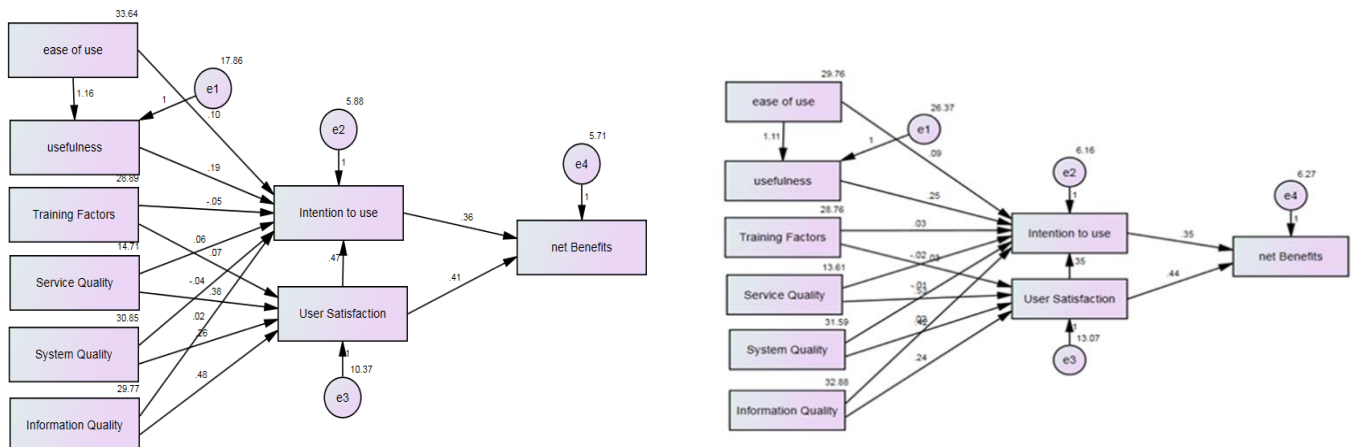 33.64
ease of use
17.86
e1
1.16
1
.10
usefulness
5.88
e2
1
.19
28.89
Training Factors
-.05
Intention to use
5.71
e4
1
.36
net Benefits
14.71
.06
.07
Service Quality
.47
.41
-.04
.38
User Satisfaction
30.85
.02
.26
System Quality
1
10.37
e3
29.77
.48
Information Quality
29.76
ease of use
26.37
e1
1.11
1
.09
usefulness
6.16
e2
1
.25
28.76
Training Factors
.03
Intention to use
6.27
e4
1
.35
net Benefits
-.02
.03
13.61
Service Quality
.35
.44
-.01
User Satisfaction
31.59
.02
System Quality
1
13.07
e3
.24
32.88
Information Quality